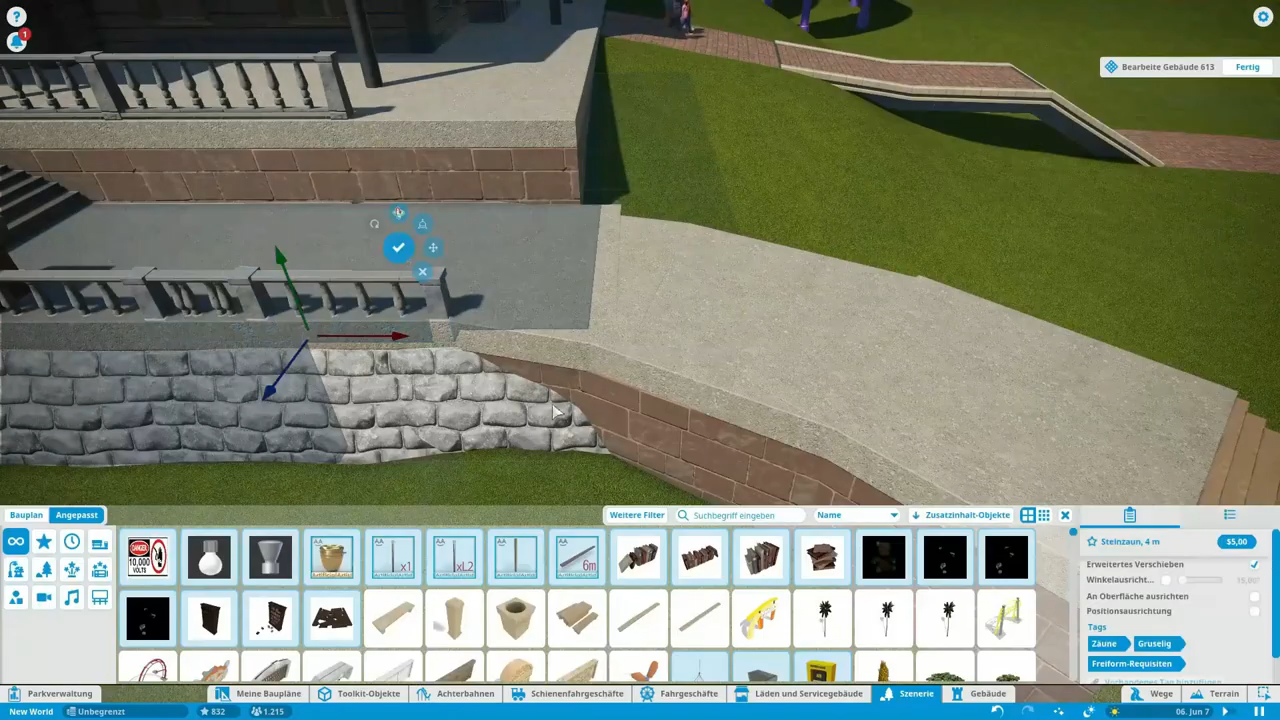 ?
1
Bearbeite Gebäude 613
Fertig
Bauplan
Angepasst
Weitere Filter
Suchbegriff eingeben
Name
Zusatzinhalt-Objekte
DANGER
10,000
VOLTS
x1
xL2
6m
Steinzaun, 4 m
$5,00
Erweitertes Verschieben
Winkelausricht...
15,00°
An Oberfläche ausrichten
Positionsausrichtung
Tags
Zäune
Gruselig
Freiform-Requisiten
Parkverwaltung
Meine Baupläne
Toolkit-Objekte
Achterbahnen
Schienenfahrgeschäfte
Fahrgeschäfte
Läden und Servicegebäude
Szenerie
Gebäude
Wege
Terrain
New World
Unbegrenzt
832
1.215
06. Jun 7